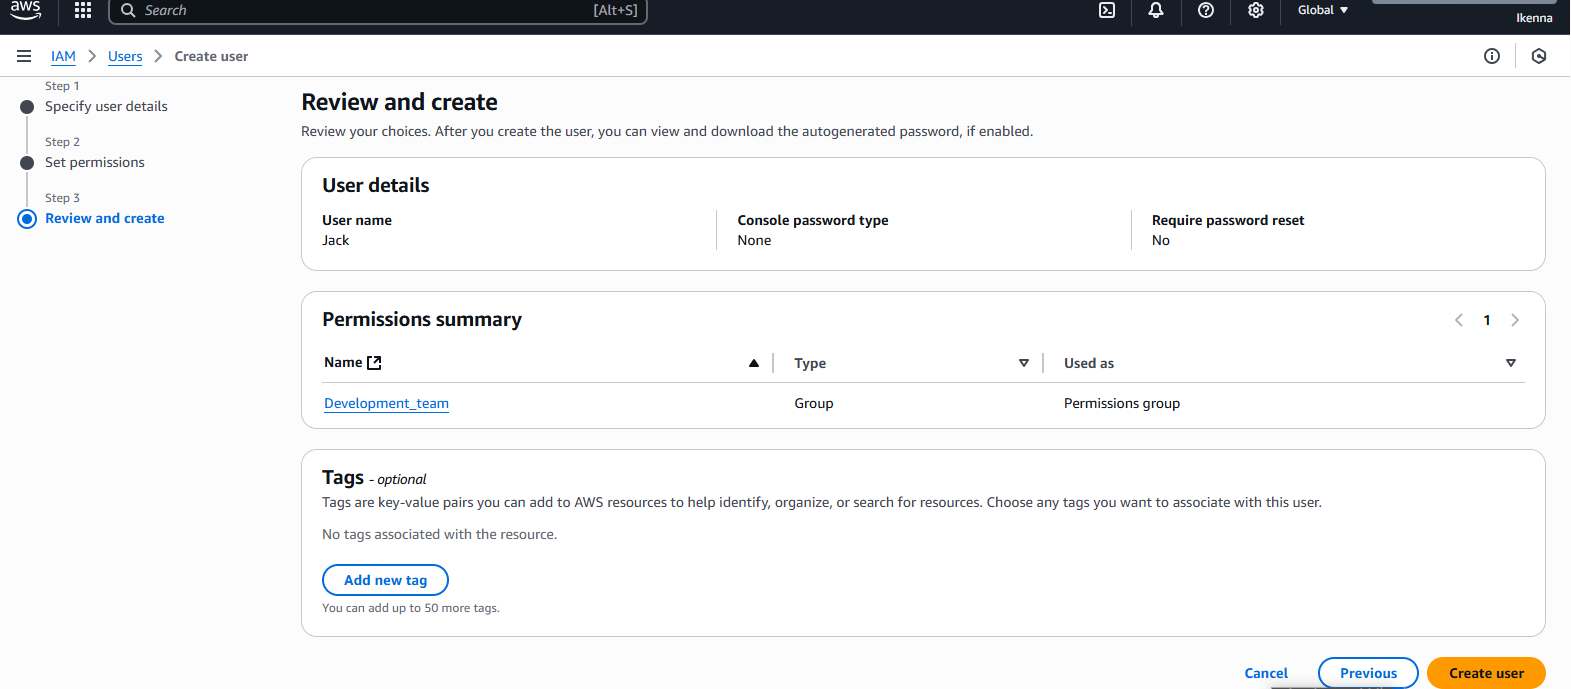 aws
Search [Alt+S]
Global
Ikenna
IAM Users Create user
Step 1
Specify user details
Step 2
Set permissions
Step 3
Review and create
Review and create
Review your choices. After you create the user, you can view and download the autogenerated password, if enabled.
User details
User name Console password type Require password reset
Jack None No
Permissions summary
1
Name Type Used as
Development_team Group Permissions group
Tags - optional
Tags are key-value pairs you can add to AWS resources to help identify, organize, or search for resources. Choose any tags you want to associate with this user.
No tags associated with the resource.
Add new tag
You can add up to 50 more tags.
Cancel Previous Create user